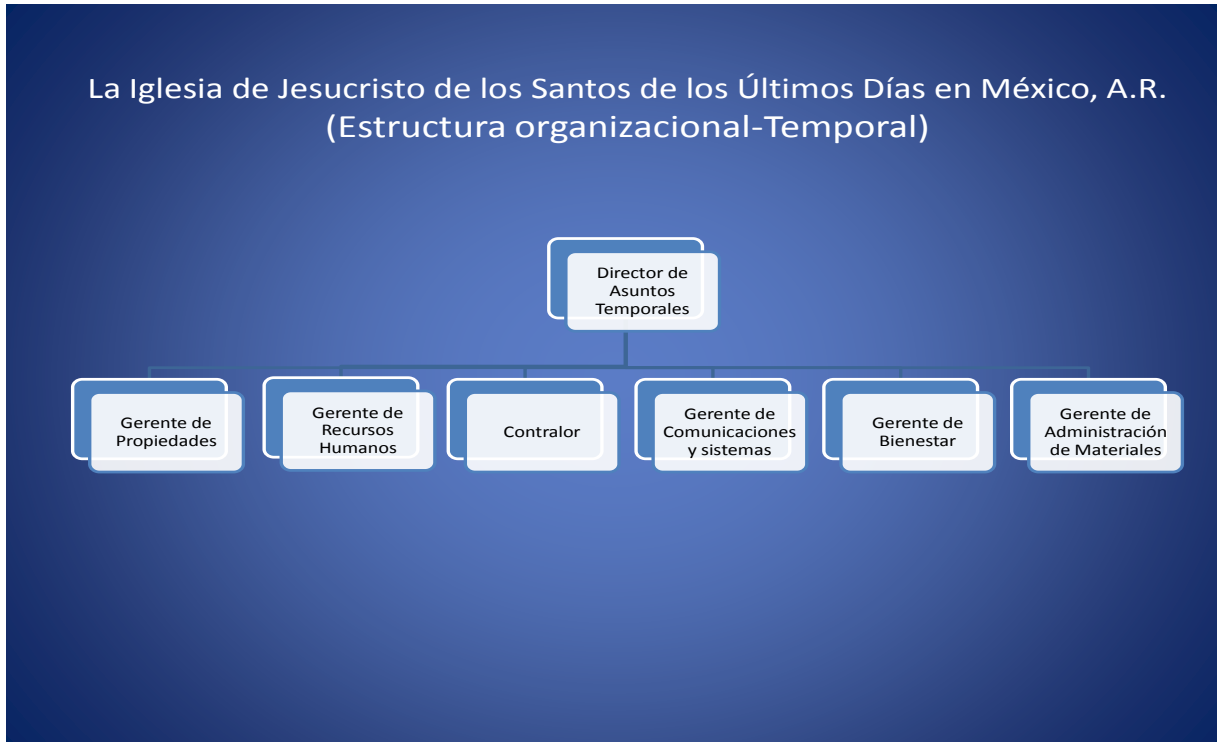 La Iglesia de Jesucristo de los Santos de los Últimos Días en México, A.R.
(Estructura organizacional-Temporal)
Director de
Asuntos
Temporales
Gerente de
Propiedades
Gerente de
Recursos
Humanos
Contralor
Gerente de
Comunicaciones
y sistemas
Gerente de
Bienestar
Gerente de
Administración
de Materiales